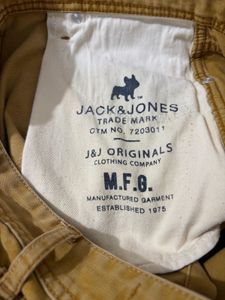 JACK&JONES
TRADE MARK
CTM NO. 7203011
J&J ORIGINALS
CLOTHING COMPANY
M.F.G.
MANUFACTURED GARMENT
ESTABLISHED 1975